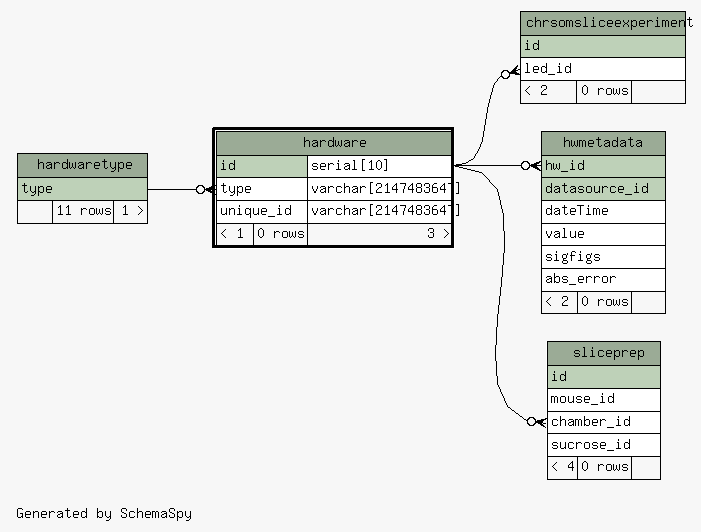 chrsomsliceexperiment
id
led_id
< 2 0 rows
hardwaretype
type
11 rows 1 >
hardware
id serial[10]
type varchar[2147483647]
unique_id varchar[2147483647]
< 1 0 rows 3 >
hwmetadata
hw_id
datasource_id
dateTime
value
sigfigs
abs_error
< 2 0 rows
sliceprep
id
mouse_id
chamber_id
sucrose_id
< 4 0 rows
Generated by SchemaSpy